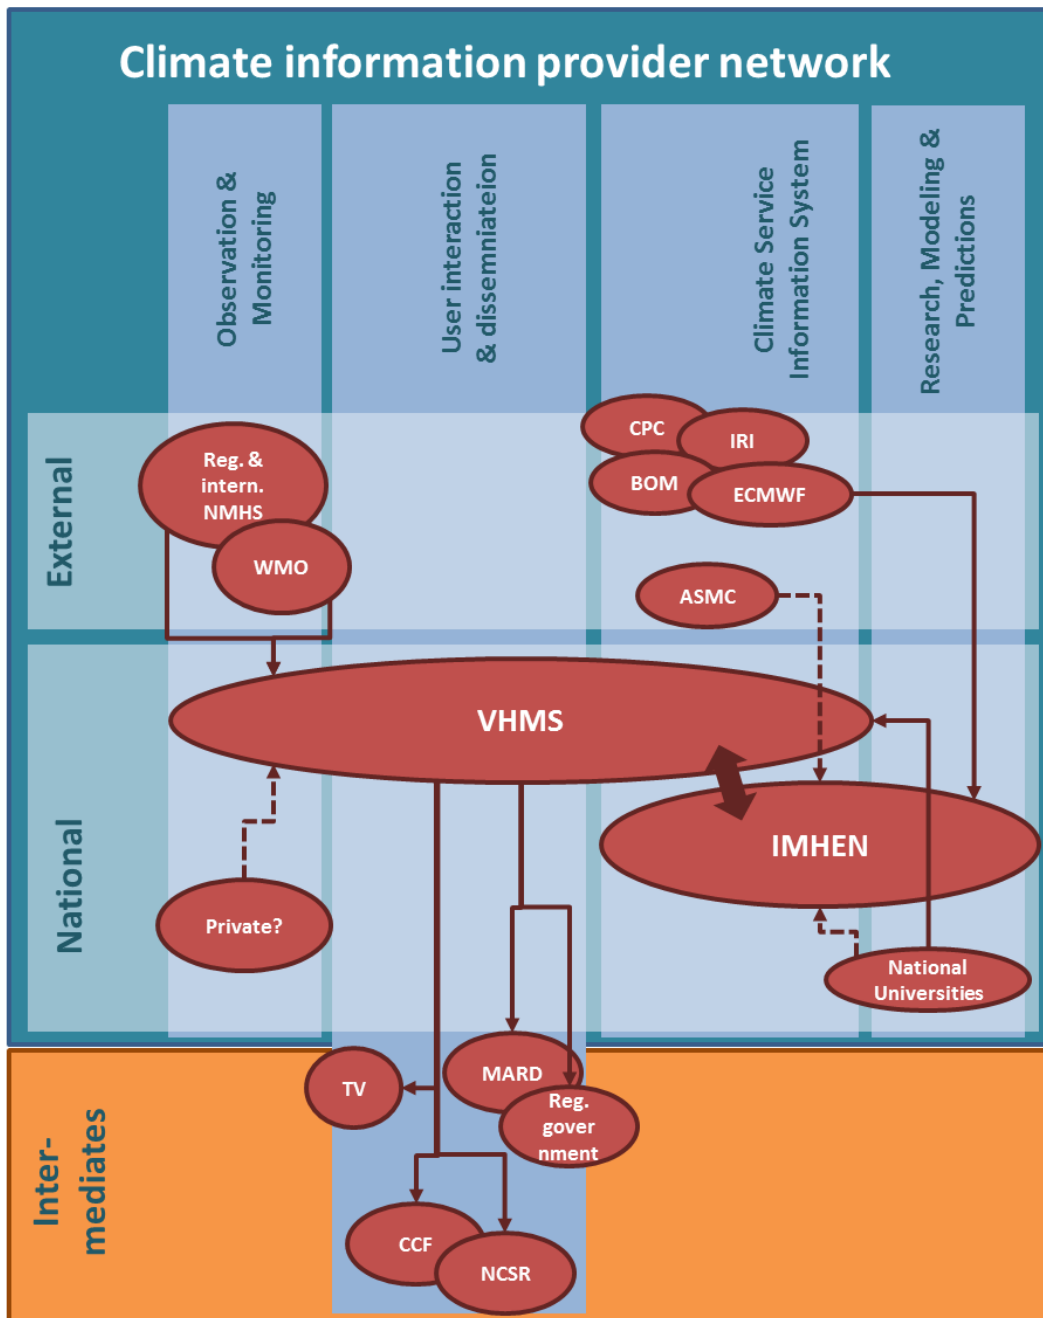 Climate information provider network
Observation &
Monitoring
User interaction
& dissemniateion
Climate Service
Information System
Research, Modeling &
Predictions
External
Reg. &
intern.
NMHS
WMO
CPC
IRI
BOM
ECMWF
ASMC
National
VHMS
IMHEN
Private?
National
Universities
Inter-
mediates
TV
MARD
Reg.
gover
nment
CCF
NCSR